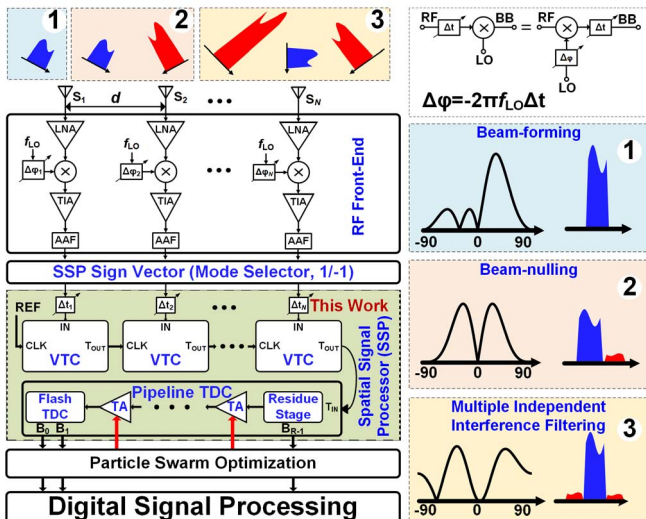 1
2
3
S1
d
S2
• • •
SN
LNA
LNA
LNA
fLO
fLO
fLO
Δφ1
Δφ2
• • •
ΔφN
TIA
TIA
TIA
AAF
AAF
AAF
RF Front-End
SSP Sign Vector (Mode Selector, 1/-1)
Δt1
Δt2
• • •
ΔtN
This Work
REF
IN
IN
IN
CLK
TOUT
VTC
CLK
TOUT
VTC
CLK
TOUT
VTC
Spatial Signal
Processor (SSP)
Pipeline TDC
Flash
TDC
TA
TA
Residue
Stage
TIN
B0
B1
BR-1
Particle Swarm Optimization
Digital Signal Processing
RF
Δt
BB
LO
=
RF
Δt
BB
Δφ
LO
Δφ=-2πfLOΔt
Beam-forming
1
-90
0
90
Beam-nulling
2
-90
0
90
Multiple Independent
Interference Filtering
3
-90
0
90